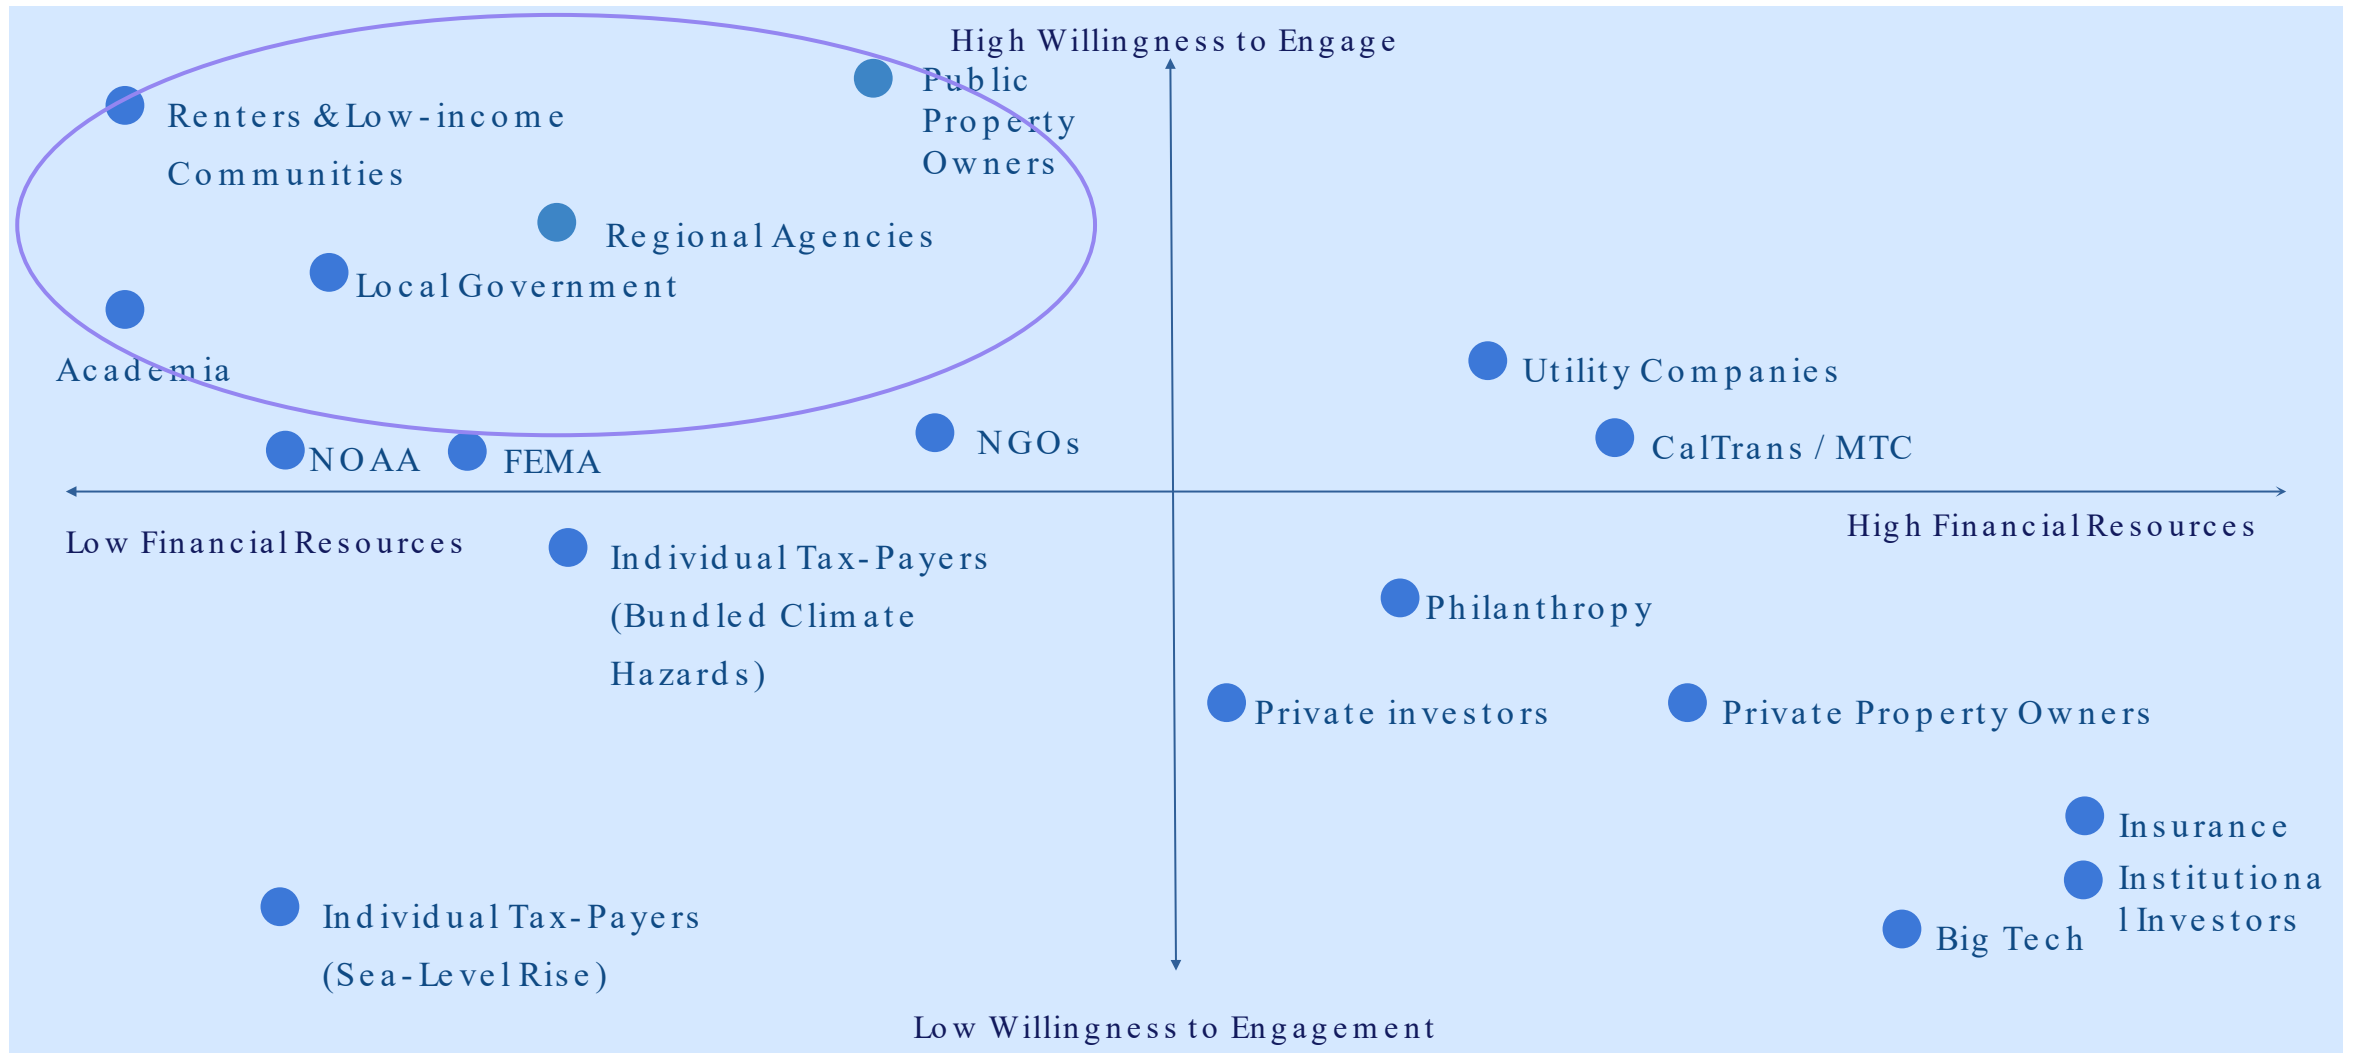 High Willingness to Engage
Public
Property
Owners
Renters & Low-income
Communities
Regional Agencies
Local Government
Academia
Utility Companies
NGOs
CalTrans / MTC
NOAA
FEMA
Low Financial Resources
High Financial Resources
Individual Tax-Payers
(Bundled Climate
Hazards)
Philanthropy
Private investors
Private Property Owners
Insurance
Institutiona
l Investors
Big Tech
Individual Tax-Payers
(Sea-Level Rise)
Low Willingness to Engagement